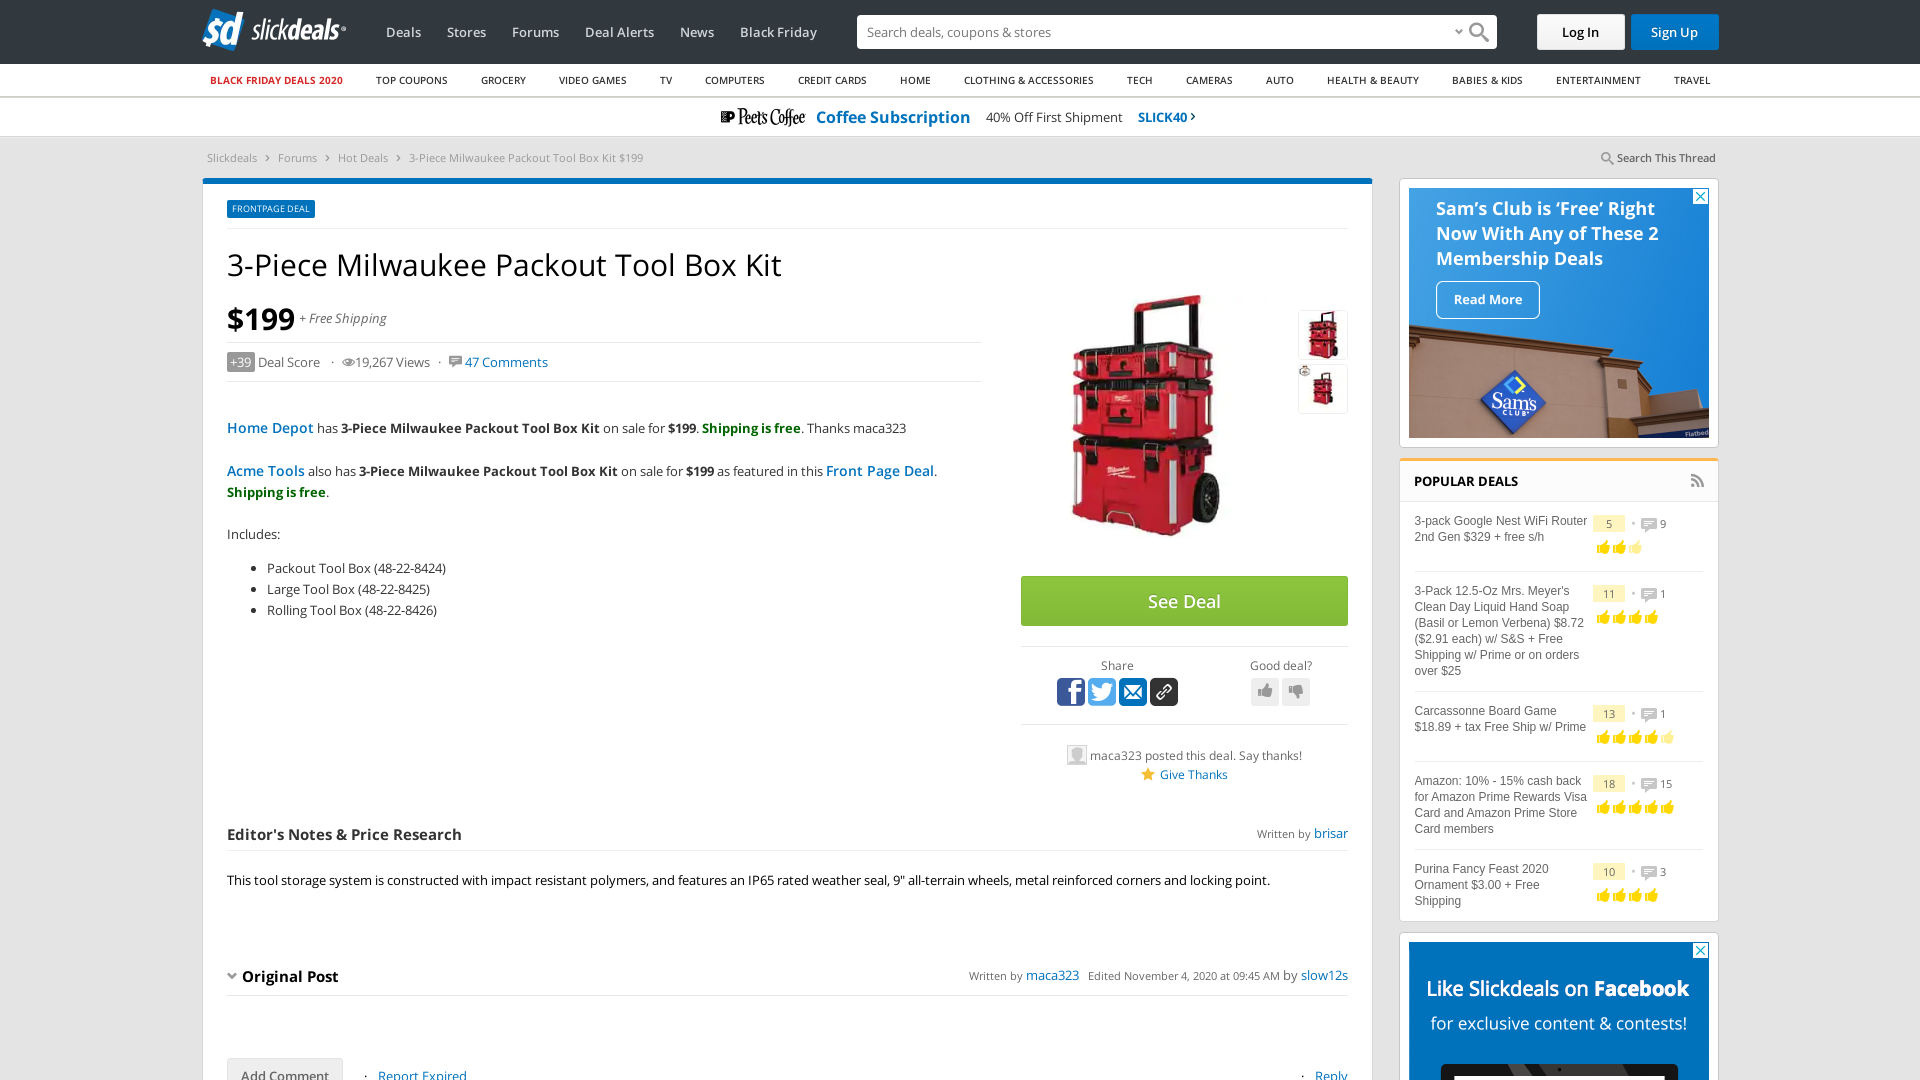 slickdeals
Deals
Stores
Forums
Deal Alerts
News
Black Friday
Search deals, coupons & stores
Log In
Sign Up
BLACK FRIDAY DEALS 2020
TOP COUPONS
GROCERY
VIDEO GAMES
TV
COMPUTERS
CREDIT CARDS
HOME
CLOTHING & ACCESSORIES
TECH
CAMERAS
AUTO
HEALTH & BEAUTY
BABIES & KIDS
ENTERTAINMENT
TRAVEL
Peet's Coffee Coffee Subscription 40% Off First Shipment SLICK40 ›
Slickdeals › Forums › Hot Deals › 3-Piece Milwaukee Packout Tool Box Kit $199
Search This Thread
FRONTPAGE DEAL
3-Piece Milwaukee Packout Tool Box Kit
$199 + Free Shipping
+39 Deal Score · 19,267 Views · 47 Comments
Home Depot has 3-Piece Milwaukee Packout Tool Box Kit on sale for $199. Shipping is free. Thanks maca323
Acme Tools also has 3-Piece Milwaukee Packout Tool Box Kit on sale for $199 as featured in this Front Page Deal.
Shipping is free.
Includes:
• Packout Tool Box (48-22-8424)
• Large Tool Box (48-22-8425)
• Rolling Tool Box (48-22-8426)
Milwaukee
See Deal
Share
Good deal?
maca323 posted this deal. Say thanks!
Give Thanks
Editor's Notes & Price Research
Written by brisar
This tool storage system is constructed with impact resistant polymers, and features an IP65 rated weather seal, 9" all-terrain wheels, metal reinforced corners and locking point.
Original Post
Written by maca323 Edited November 4, 2020 at 09:45 AM by slow12s
Add Comment
· Report Expired
· Reply
Sam's Club is 'Free' Right
Now With Any of These 2
Membership Deals
Read More
Sam's
CLUB
Flatbed
POPULAR DEALS
3-pack Google Nest WiFi Router
2nd Gen $329 + free s/h
5 • 9
3-Pack 12.5-Oz Mrs. Meyer's
Clean Day Liquid Hand Soap
(Basil or Lemon Verbena) $8.72
($2.91 each) w/ S&S + Free
Shipping w/ Prime or on orders
over $25
11 • 1
Carcassonne Board Game
$18.89 + tax Free Ship w/ Prime
13 • 1
Amazon: 10% - 15% cash back
for Amazon Prime Rewards Visa
Card and Amazon Prime Store
Card members
18 • 15
Purina Fancy Feast 2020
Ornament $3.00 + Free
Shipping
10 • 3
Like Slickdeals on Facebook
for exclusive content & contests!